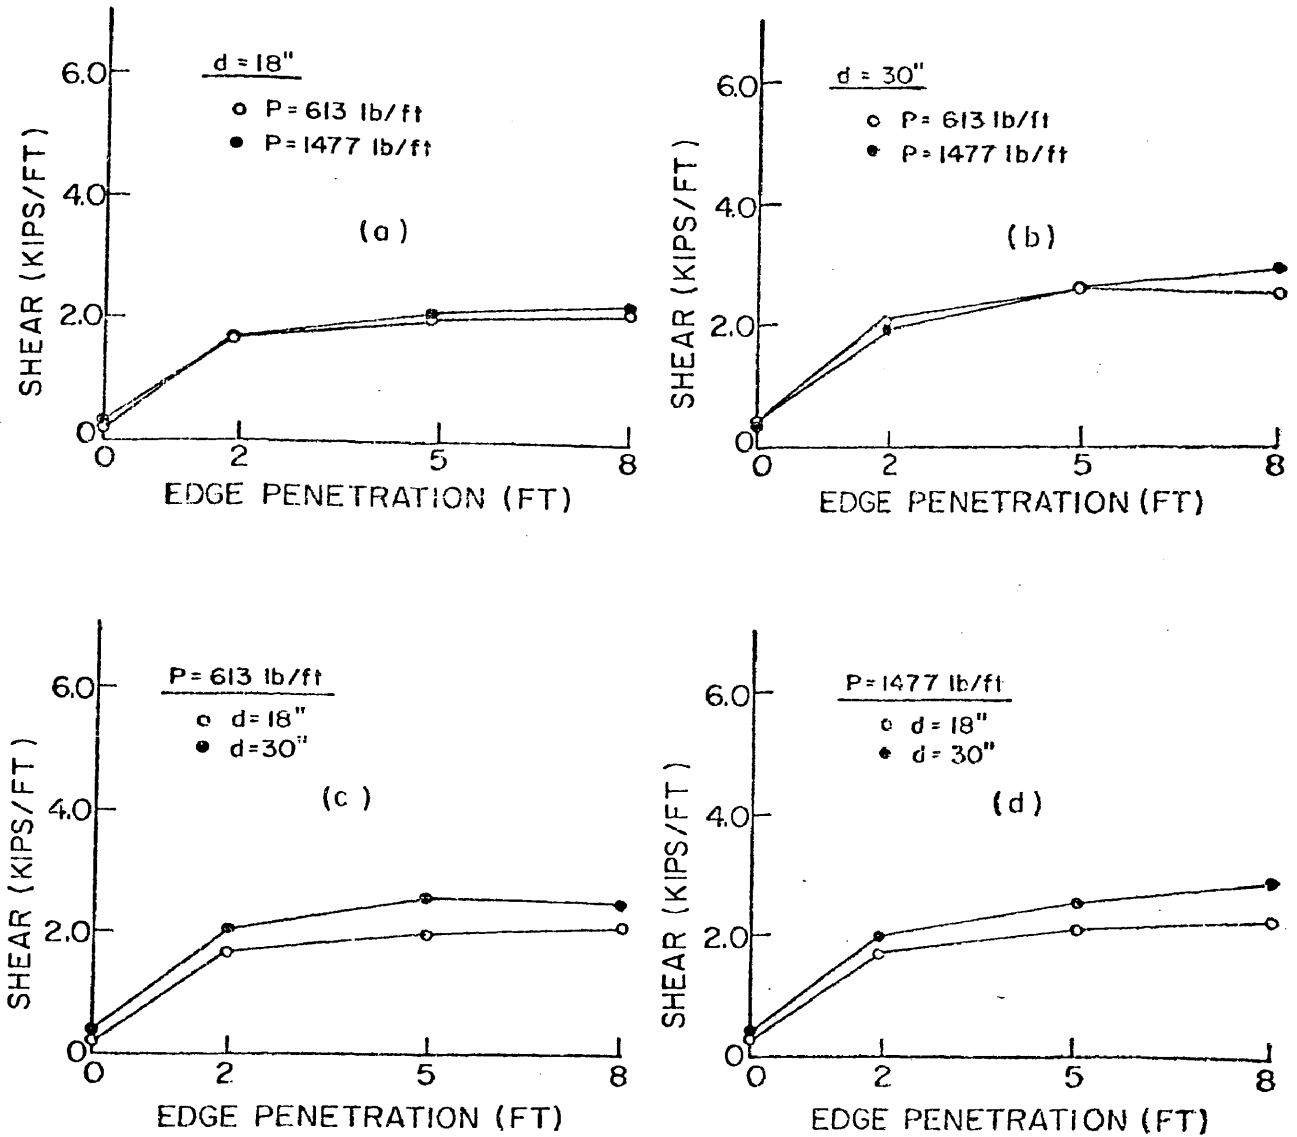 d = 18"
P = 613 lb/ft
P = 1477 lb/ft
(a)
6.0
4.0
2.0
0
SHEAR (KIPS/FT)
0 2 5 8
EDGE PENETRATION (FT)
d = 30"
P = 613 lb/ft
P = 1477 lb/ft
(b)
6.0
4.0
2.0
0
SHEAR (KIPS/FT)
0 2 5 8
EDGE PENETRATION (FT)
P = 613 lb/ft
d = 18"
d = 30"
(c)
6.0
4.0
2.0
0
SHEAR (KIPS/FT)
0 2 5 8
EDGE PENETRATION (FT)
P = 1477 lb/ft
d = 18"
d = 30"
(d)
6.0
4.0
2.0
0
SHEAR (KIPS/FT)
0 2 5 8
EDGE PENETRATION (FT)